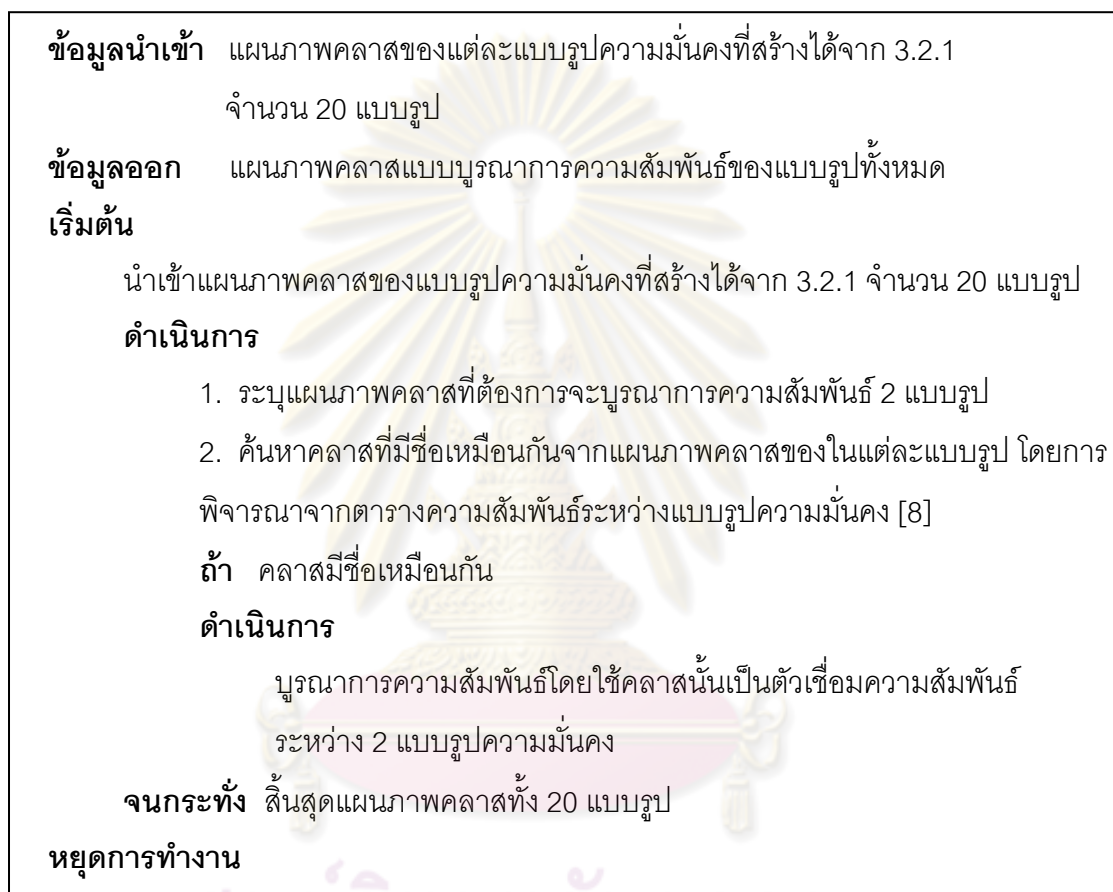 ข้อมูลนำเข้า แผนภาพคลาสของแต่ละแบบรูปความมั่นคงที่สร้างได้จาก 3.2.1
จำนวน 20 แบบรูป
ข้อมูลออก แผนภาพคลาสแบบบูรณาการความสัมพันธ์ของแบบรูปทั้งหมด
เริ่มต้น
นำเข้าแผนภาพคลาสของแบบรูปความมั่นคงที่สร้างได้จาก 3.2.1 จำนวน 20 แบบรูป
ดำเนินการ
1. ระบุแผนภาพคลาสที่ต้องการจะบูรณาการความสัมพันธ์ 2 แบบรูป
2. ค้นหาคลาสที่มีชื่อเหมือนกันจากแผนภาพคลาสของในแต่ละแบบรูป โดยการ
พิจารณาจากตารางความสัมพันธ์ระหว่างแบบรูปความมั่นคง [8]
ถ้า คลาสมีชื่อเหมือนกัน
ดำเนินการ
บูรณาการความสัมพันธ์โดยใช้คลาสนั้นเป็นตัวเชื่อมความสัมพันธ์
ระหว่าง 2 แบบรูปความมั่นคง
จนกระทั่ง สิ้นสุดแผนภาพคลาสทั้ง 20 แบบรูป
หยุดการทำงาน